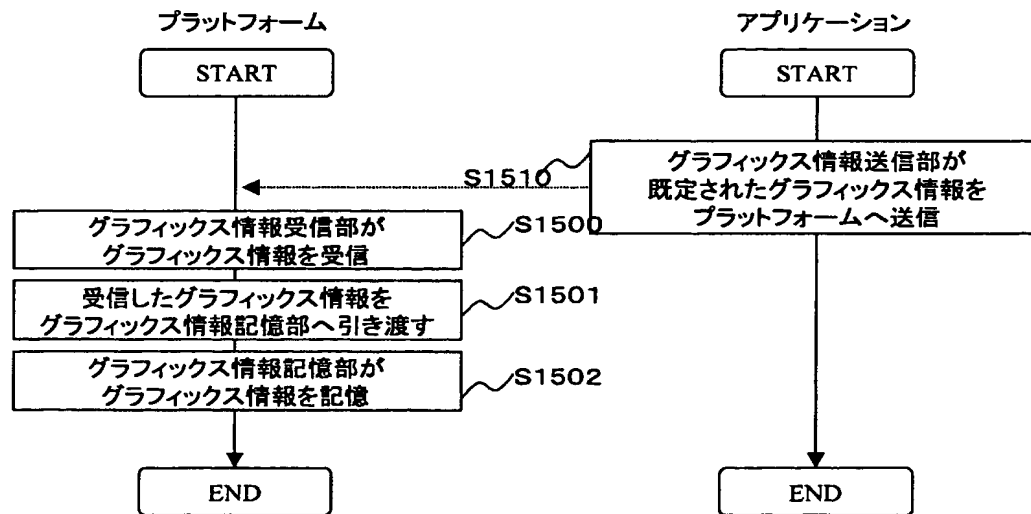 プラットフォーム
START
グラフィックス情報受信部が
グラフィックス情報を受信
S1500
受信したグラフィックス情報を
グラフィックス情報記憶部へ引き渡す
S1501
グラフィックス情報記憶部が
グラフィックス情報を記憶
S1502
END
アプリケーション
START
S1510
グラフィックス情報送信部が
既定されたグラフィックス情報を
プラットフォームへ送信
END